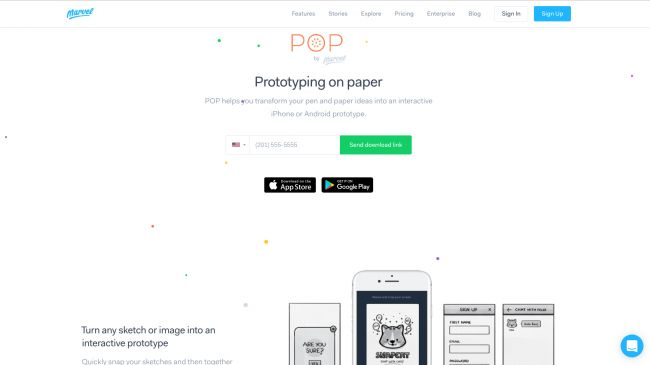 Marvel
Features Stories Explore Pricing Enterprise Blog Sign In Sign Up
POP
by Marvel
Prototyping on paper
POP helps you transform your pen and paper ideas into an interactive
iPhone or Android prototype.
(201) 555-5555 Send download link
Download on the
App Store
GET IT ON
Google Play
Turn any sketch or image into an
interactive prototype
Quickly snap your sketches and then together
ARE YOU
SURE?
SNAPCAT
SIGN UP
FIRST NAME
EMAIL
PASSWORD
CHAT WITH FELIX